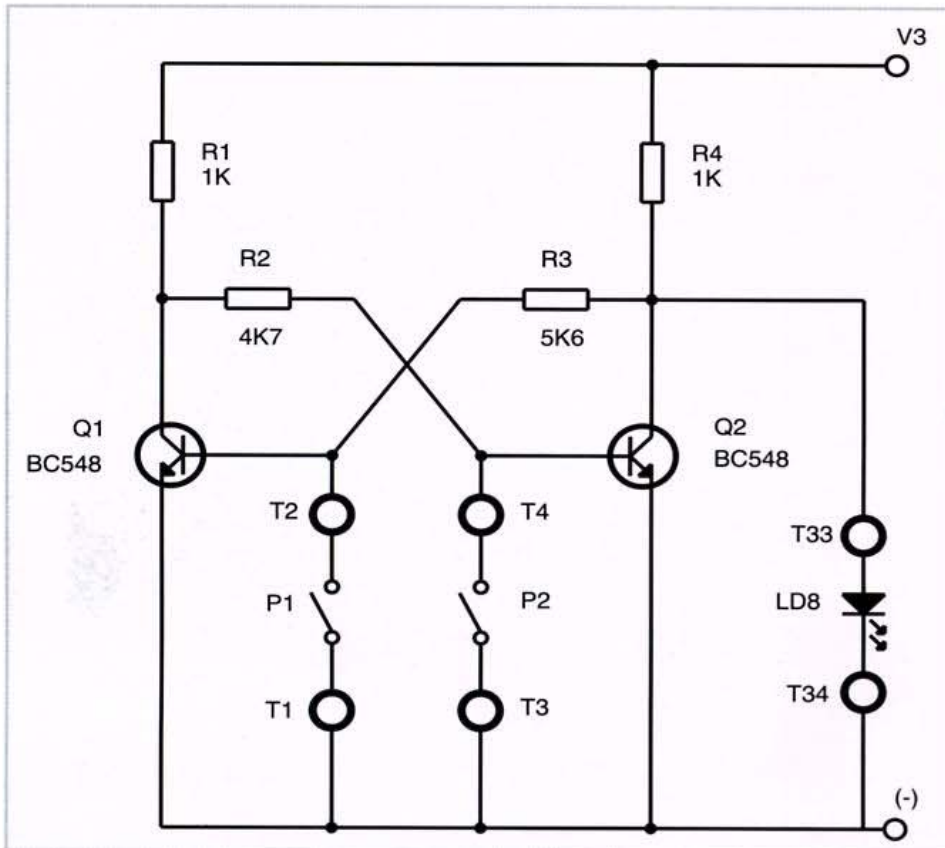 V3
R1
1K
R4
1K
R2
4K7
R3
5K6
Q1
BC548
Q2
BC548
T2
T4
T33
P1
P2
LD8
T1
T3
T34
(-)